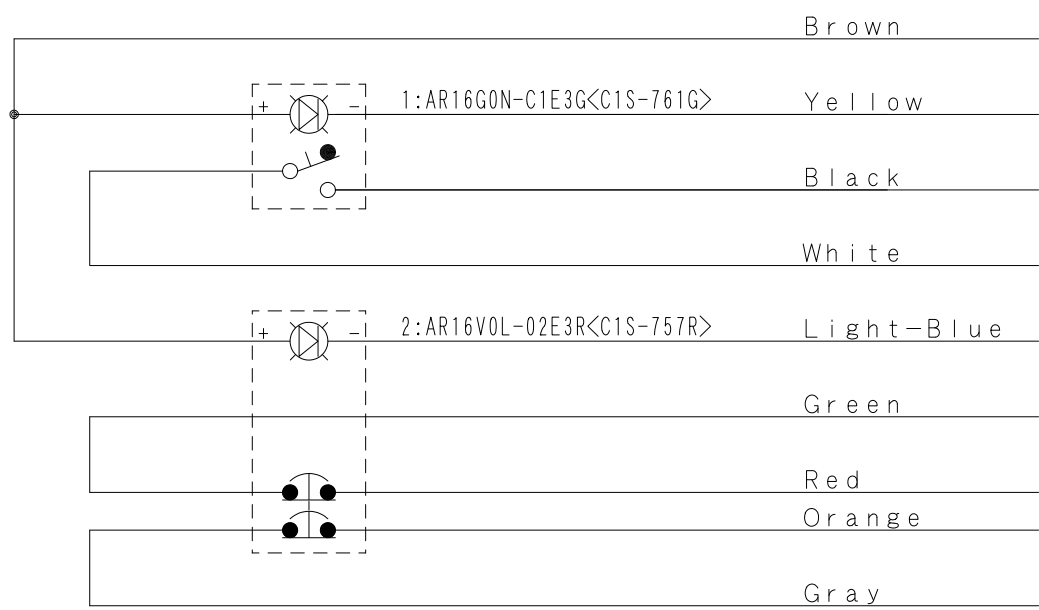 Brown
+ - 1:AR16G0N-C1E3G<C1S-761G> Yellow
Black
White
+ - 2:AR16V0L-02E3R<C1S-757R> Light-Blue
Green
Red
Orange
Gray